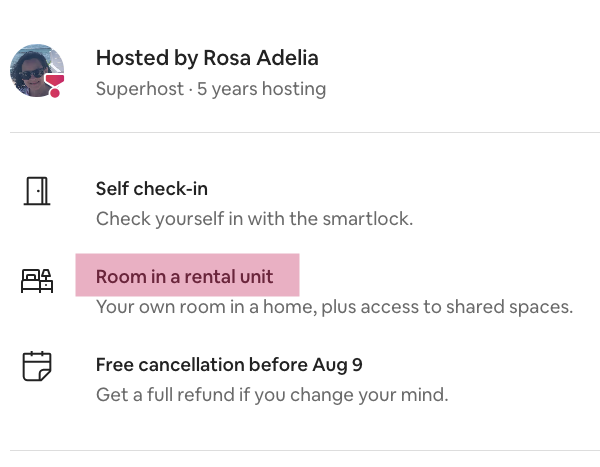 Hosted by Rosa Adelia
Superhost · 5 years hosting
Self check-in
Check yourself in with the smartlock.
Room in a rental unit
Your own room in a home, plus access to shared spaces.
Free cancellation before Aug 9
Get a full refund if you change your mind.